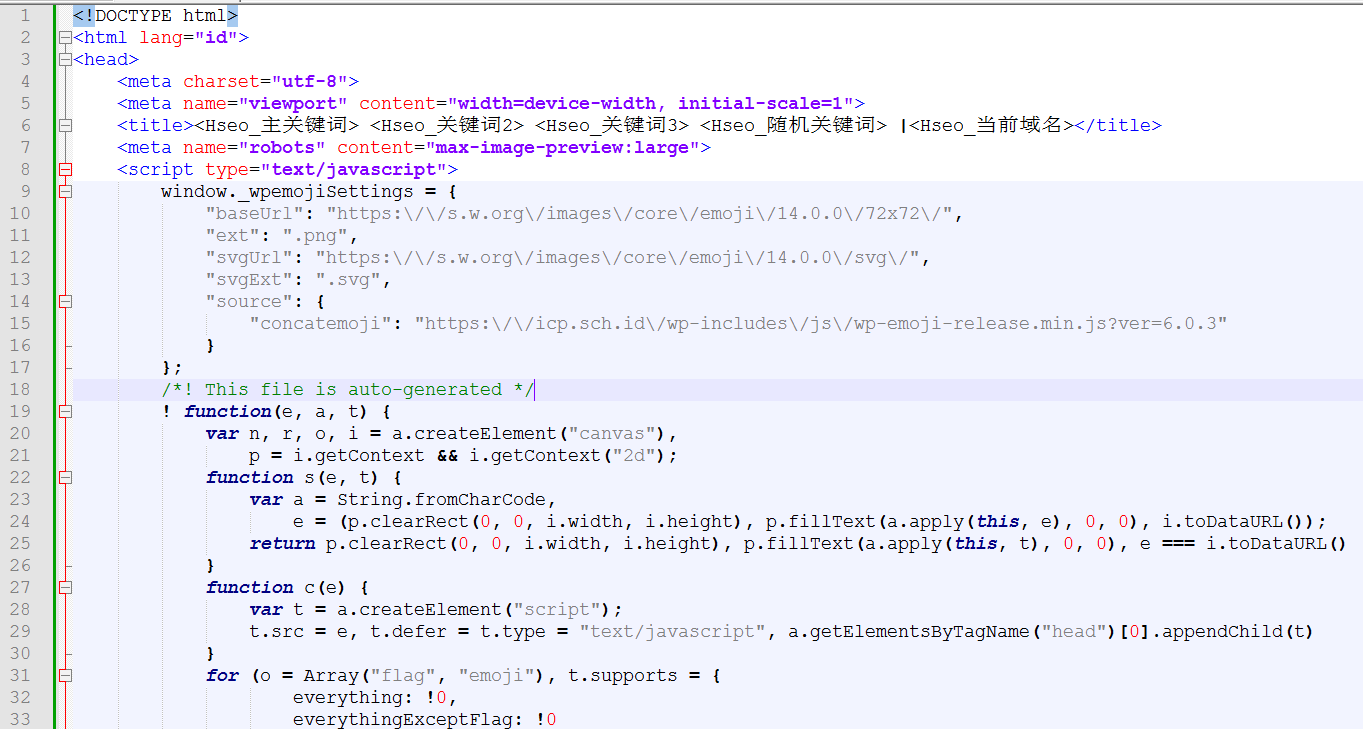 1 <!DOCTYPE html>
2 <html lang="id">
3 <head>
4 <meta charset="utf-8">
5 <meta name="viewport" content="width=device-width, initial-scale=1">
6 <title><Hseo_主关键词> <Hseo_关键词2> <Hseo_关键词3> <Hseo_随机关键词> |<Hseo_当前域名></title>
7 <meta name="robots" content="max-image-preview:large">
8 <script type="text/javascript">
9 window._wpemojiSettings = {
10 "baseUrl": "https:\/\/s.w.org\/images\/core\/emoji\/14.0.0\/72x72\/",
11 "ext": ".png",
12 "svgUrl": "https:\/\/s.w.org\/images\/core\/emoji\/14.0.0\/svg\/",
13 "svgExt": ".svg",
14 "source": {
15 "concatemoji": "https:\/\/icp.sch.id\/wp-includes\/js\/wp-emoji-release.min.js?ver=6.0.3"
16 }
17 };
18 /*! This file is auto-generated */
19 ! function(e, a, t) {
20 var n, r, o, i = a.createElement("canvas"),
21 p = i.getContext && i.getContext("2d");
22 function s(e, t) {
23 var a = String.fromCharCode,
24 e = (p.clearRect(0, 0, i.width, i.height), p.fillText(a.apply(this, e), 0, 0), i.toDataURL());
25 return p.clearRect(0, 0, i.width, i.height), p.fillText(a.apply(this, t), 0, 0), e === i.toDataURL()
26 }
27 function c(e) {
28 var t = a.createElement("script");
29 t.src = e, t.defer = t.type = "text/javascript", a.getElementsByTagName("head")[0].appendChild(t)
30 }
31 for (o = Array("flag", "emoji"), t.supports = {
32 everything: !0,
33 everythingExceptFlag: !0